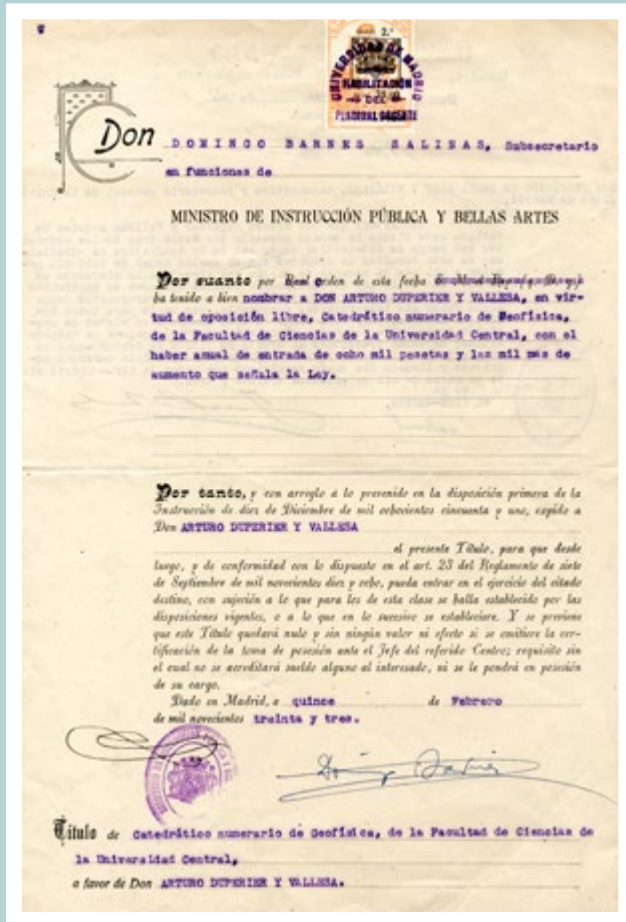 2.ª
UNIVERSIDAD DE MADRID
HABILITACIÓN
DEL
PERSONAL DOCENTE
Don DOMINGO BARNES SALINAS, Subsecretario
en funciones de
MINISTRO DE INSTRUCCIÓN PÚBLICA Y BELLAS ARTES
Por cuanto por Real orden de esta fecha
ha tenido a bien nombrar a DON ARTURO DUPERIER Y VALLESA, en vir-
tud de oposición libre, Catedrático numerario de Geofísica,
de la Facultad de Ciencias de la Universidad Central, con el
haber anual de entrada de ocho mil pesetas y las mil más de
aumento que señala la Ley.
Por tanto, y con arreglo á lo prevenido en la disposición primera de la
Instrucción de diez de Diciembre de mil ochocientos cincuenta y uno, expido a
Don ARTURO DUPERIER Y VALLESA
el presente Título, para que desde
luego, y de conformidad con lo dispuesto en el art. 23 del Reglamento de siete
de Septiembre de mil novecientos diez y ocho, pueda entrar en el ejercicio del citado
destino, con sujeción a lo que para los de esta clase se halla establecido por las
disposiciones vigentes, o a lo que en lo sucesivo se estableciere. Y se previene
que este Título quedará nulo y sin ningún valor ni efecto si se omitiere la cer-
tificación de la toma de posesión ante el Jefe del referido Centro; requisito sin
el cual no se acreditará sueldo alguno al interesado, ni se le pondrá en posesión
de su cargo.
Dado en Madrid, a quince de Febrero
de mil novecientos treinta y tres.
Título de Catedrático numerario de Geofísica, de la Facultad de Ciencias de
la Universidad Central,
a favor de Don ARTURO DUPERIER Y VALLESA.